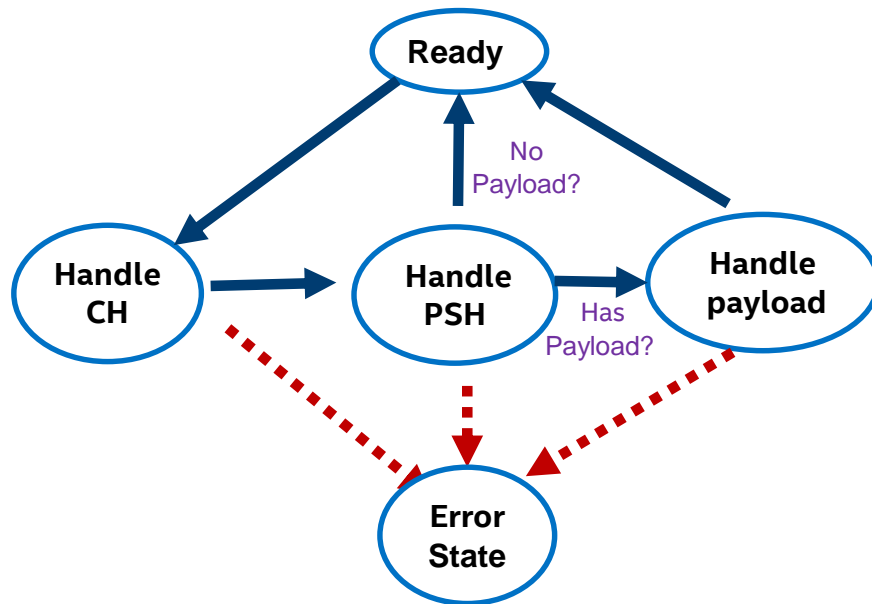 Ready
No
Payload?
Handle
CH
Handle
PSH
Has
Payload?
Handle
payload
Error
State